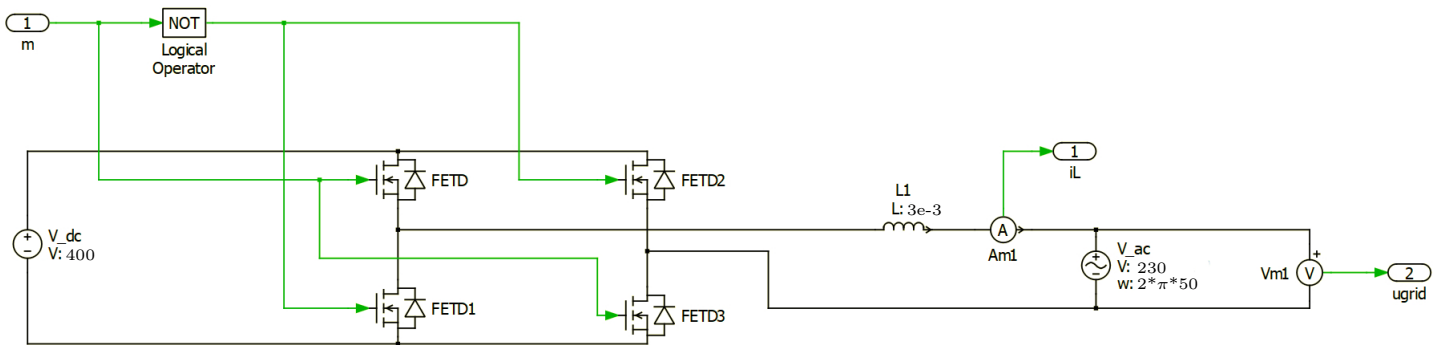 1
m
NOT
Logical
Operator
FETD
FETD2
1
iL
L1
L: 3e-3
V_dc
V: 400
A
Am1
V_ac
V: 230
w: 2*π*50
+
Vm1
V
2
ugrid
FETD1
FETD3